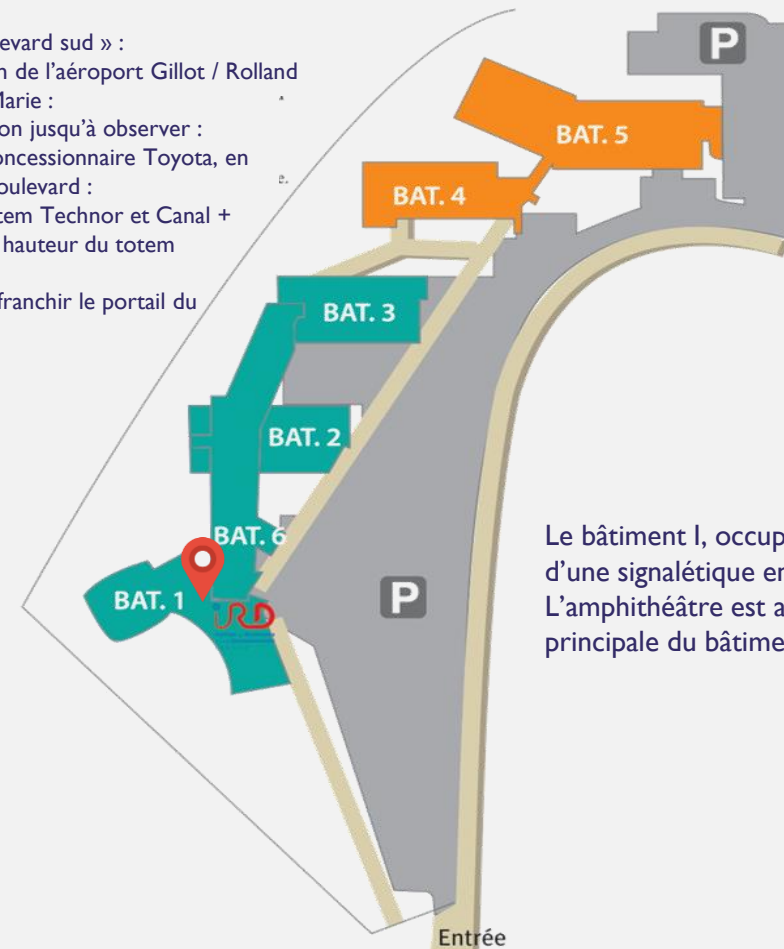 evard sud » :
n de l’aéroport Gillot / Rolland
Marie :
on jusqu’à observer :
oncessionnaire Toyota, en
oulevard :
tem Technor et Canal +
hauteur du totem
franchir le portail du
e.
P
BAT. 5
BAT. 4
BAT. 3
BAT. 2
BAT. 6
BAT. 1
IRD
P
Le bâtiment I, occup
d’une signalétique en
L’amphithéâtre est a
principale du bâtime
Entrée